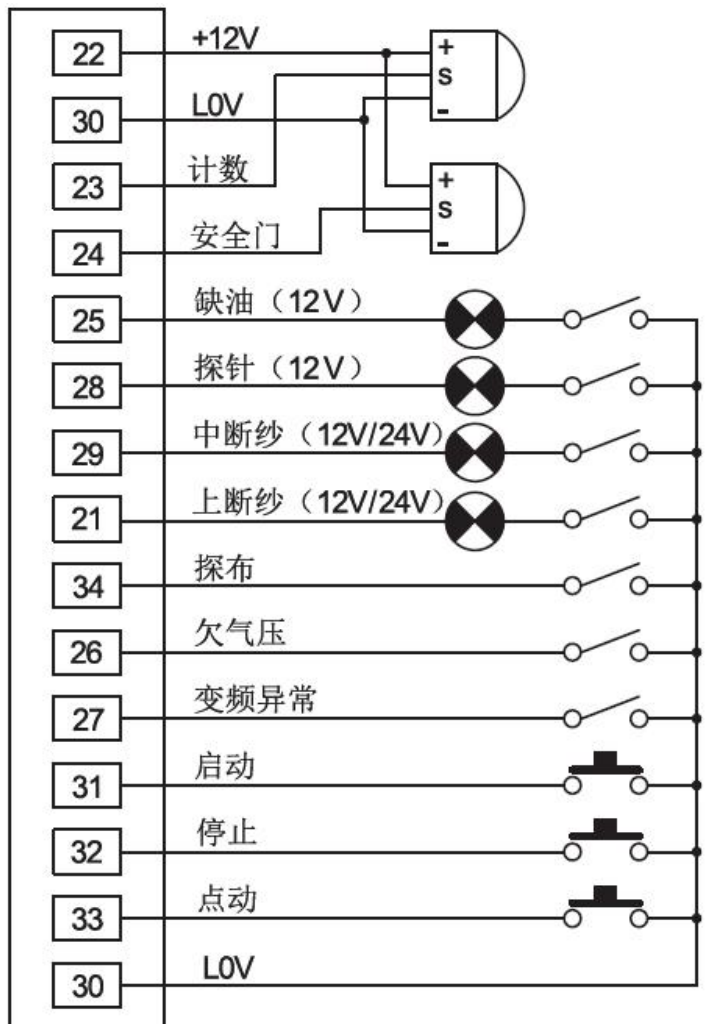 22 +12V +
S
30 L0V -
23 计数 +
S
24 安全门 -
25 缺油（12V）
28 探针（12V）
29 中断纱（12V/24V）
21 上断纱（12V/24V）
34 探布
26 欠气压
27 变频异常
31 启动
32 停止
33 点动
30 L0V